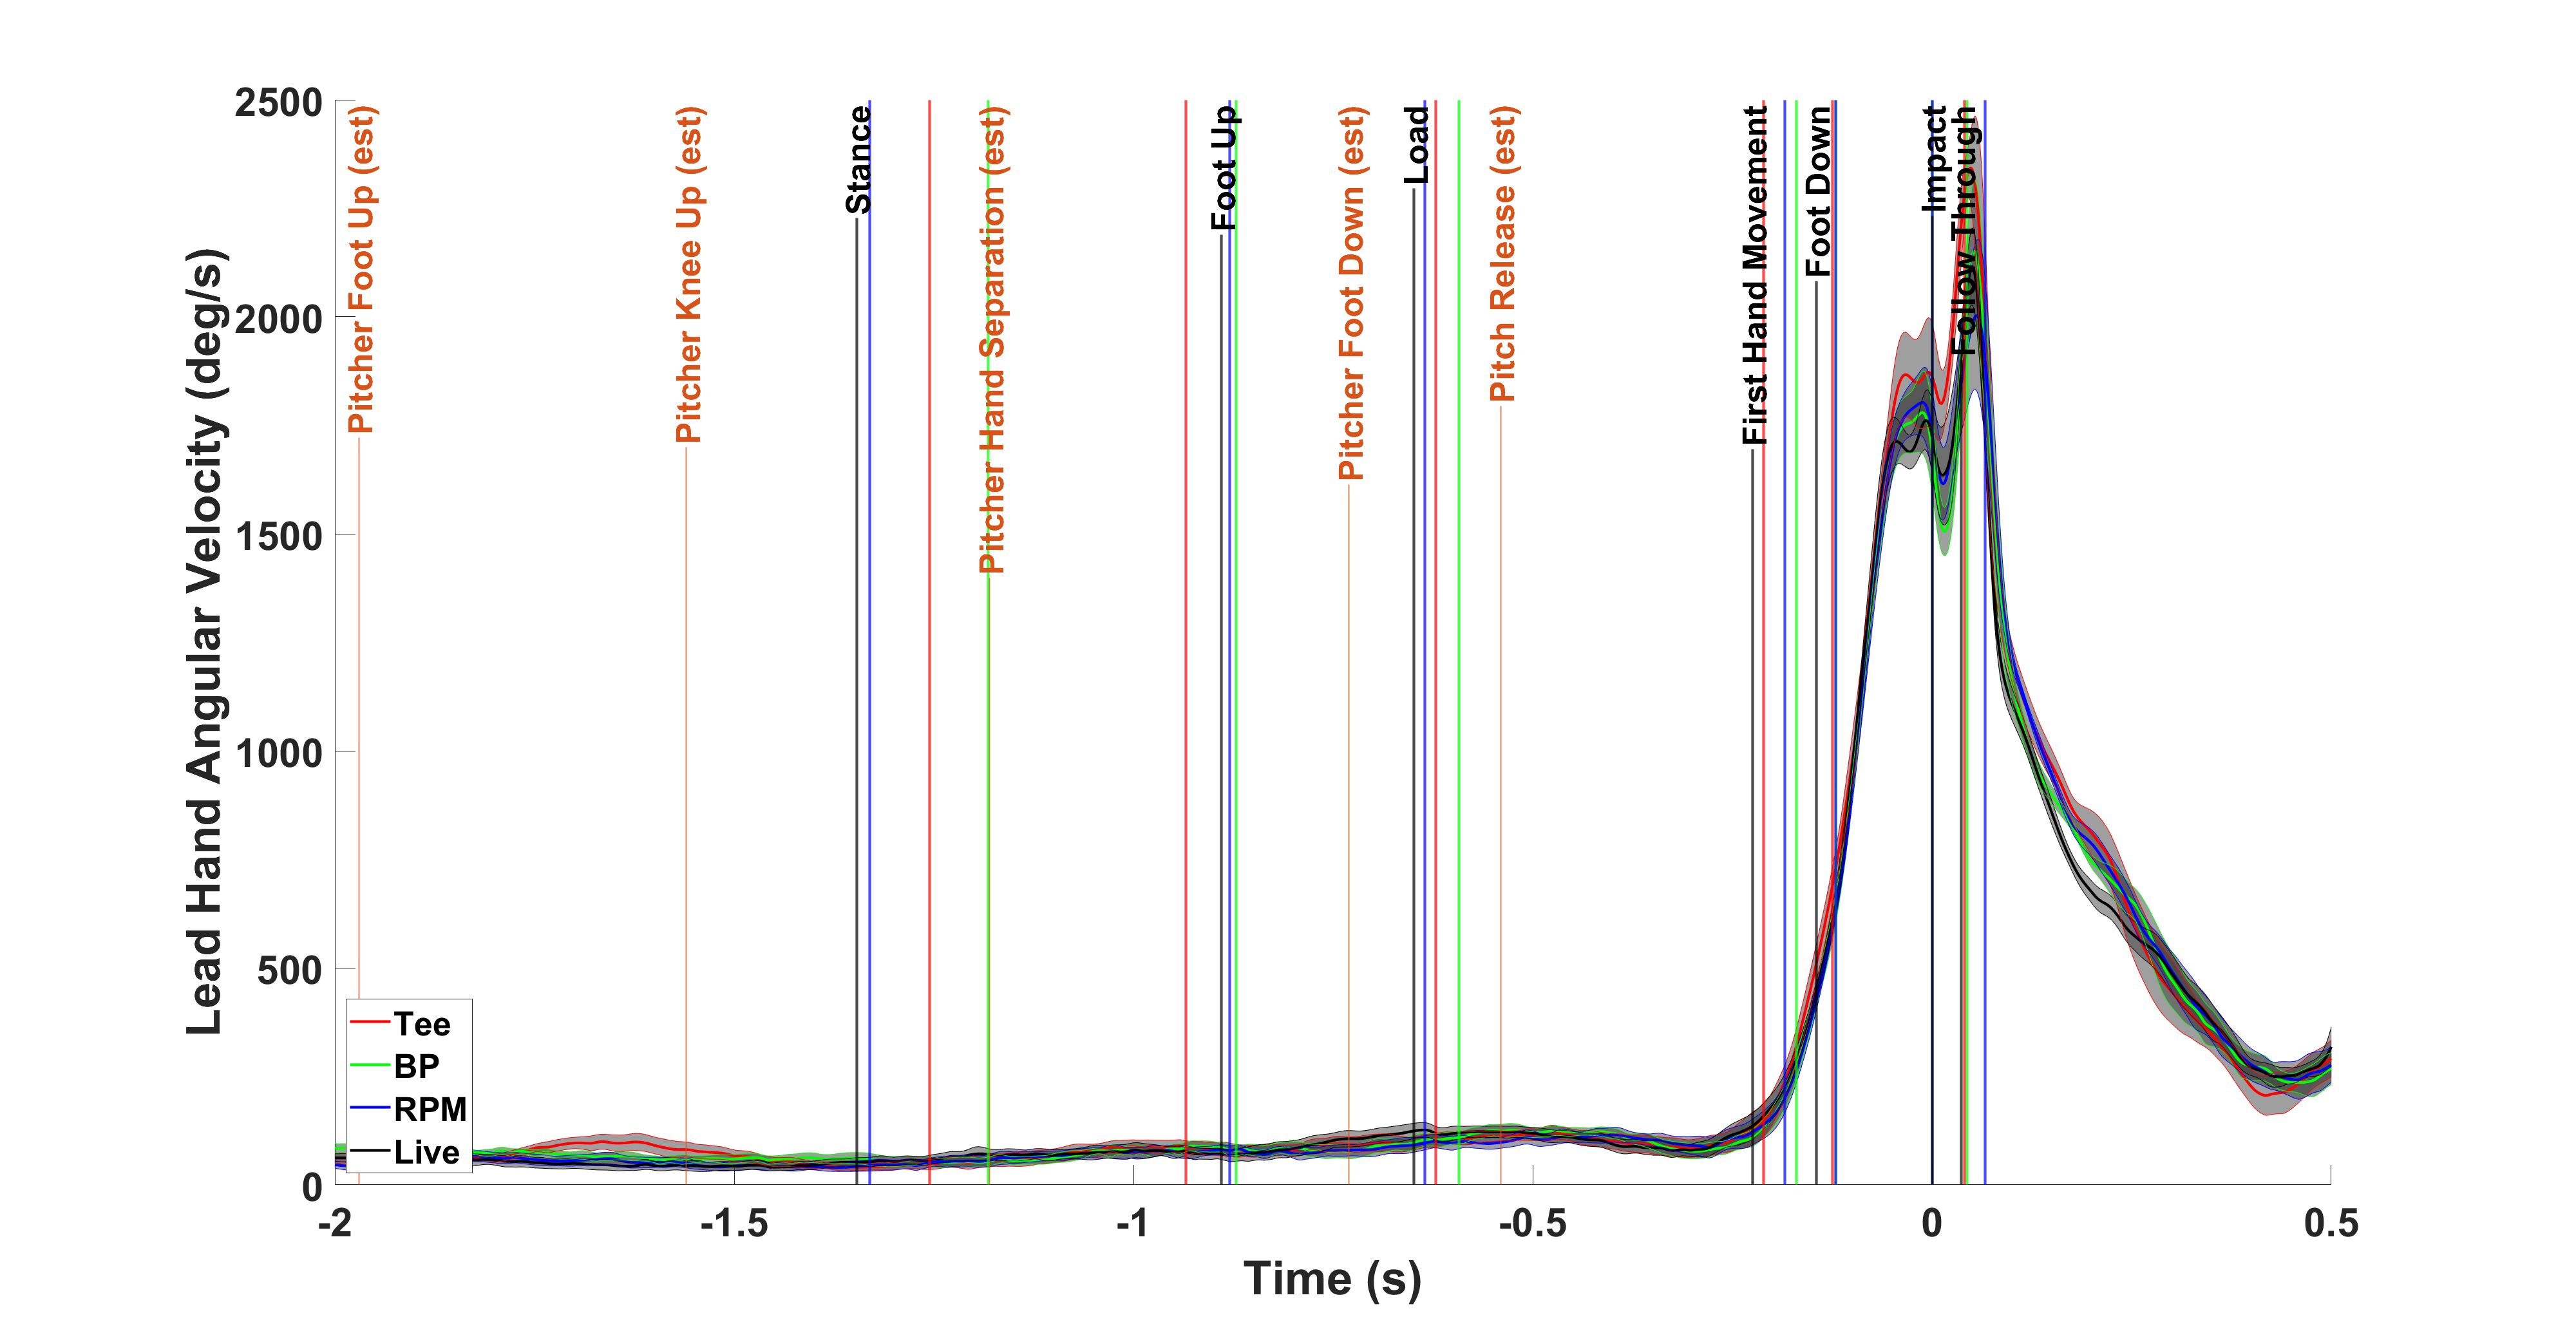 Lead Hand Angular Velocity (deg/s)
2500
2000
1500
1000
500
0
Pitcher Foot Up (est)
Pitcher Knee Up (est)
Stance
Pitcher Hand Separation (est)
Foot Up
Pitcher Foot Down (est)
Load
Pitch Release (est)
First Hand Movement
Foot Down
Impact
Follow Through
Tee
BP
RPM
Live
-2
-1.5
-1
-0.5
0
0.5
Time (s)